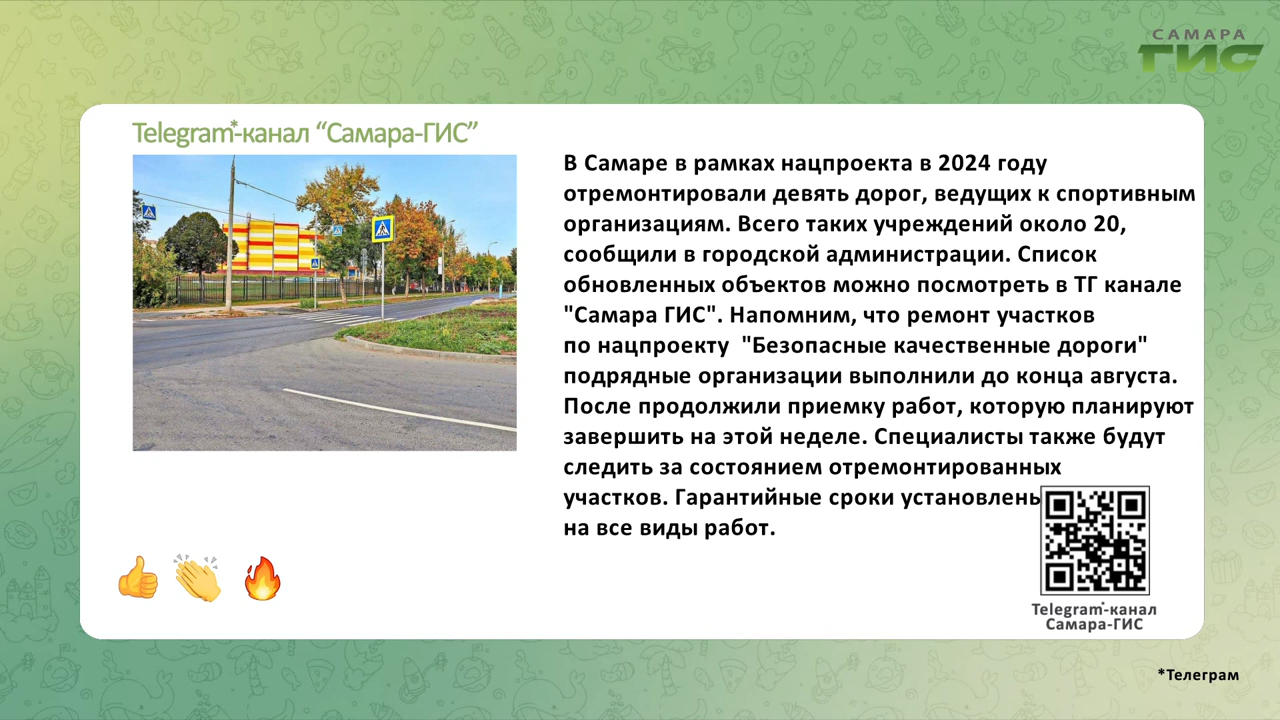 САМАРА
ГИС
Telegram*-канал “Самара-ГИС”
В Самаре в рамках нацпроекта в 2024 году
отремонтировали девять дорог, ведущих к спортивным
организациям. Всего таких учреждений около 20,
сообщили в городской администрации. Список
обновленных объектов можно посмотреть в ТГ канале
"Самара ГИС". Напомним, что ремонт участков
по нацпроекту "Безопасные качественные дороги"
подрядные организации выполнили до конца августа.
После продолжили приемку работ, которую планируют
завершить на этой неделе. Специалисты также будут
следить за состоянием отремонтированных
участков. Гарантийные сроки установлены
на все виды работ.
Telegram*-канал
Самара-ГИС
*Телеграм